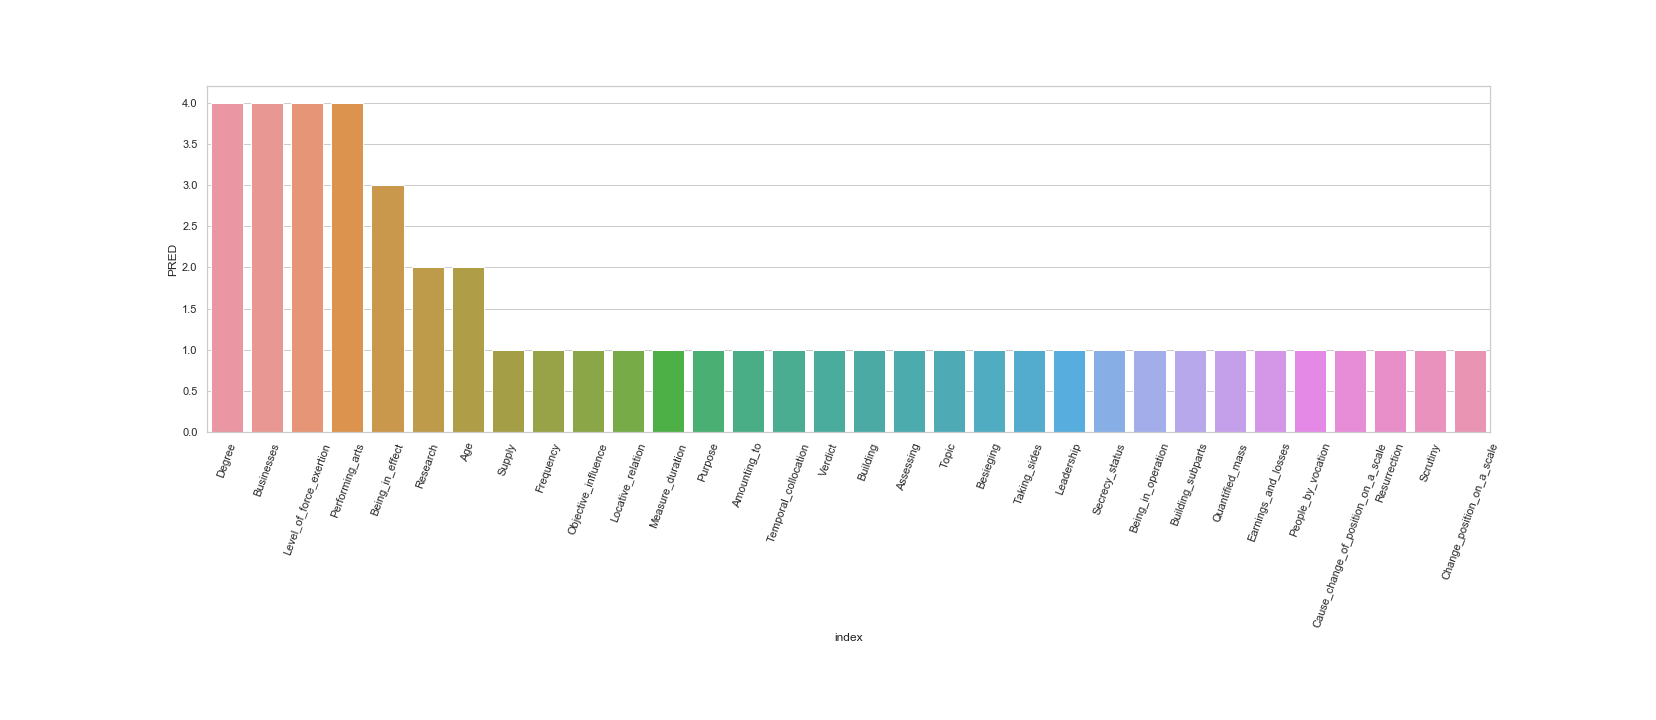 4.0
3.5
3.0
2.5
2.0
1.5
1.0
0.5
0.0
PRED
Degree
Businesses
Level_of_force_exertion
Performing_arts
Being_in_effect
Research
Age
Supply
Frequency
Objective_influence
Locative_relation
Measure_duration
Purpose
Amounting_to
Temporal_collocation
Verdict
Building
Assessing
Topic
Besieging
Taking_sides
Leadership
Secrecy_status
Being_in_operation
Building_subparts
Quantified_mass
Earnings_and_losses
People_by_vocation
Cause_change_of_position_on_a_scale
Resurrection
Scrutiny
Change_position_on_a_scale
index